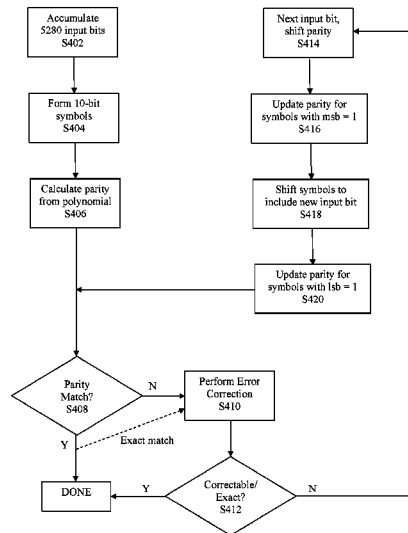 Accumulate
5280 input bits
S402
Form 10-bit
symbols
S404
Calculate parity
from polynomial
S406
Next input bit,
shift parity
S414
Update parity for
symbols with msb = 1
S416
Shift symbols to
include new input bit
S418
Update parity for
symbols with lsb = 1
S420
Parity
Match?
S408
N
Y
Exact match
Perform Error
Correction
S410
DONE
Y
Correctable/
Exact?
S412
N